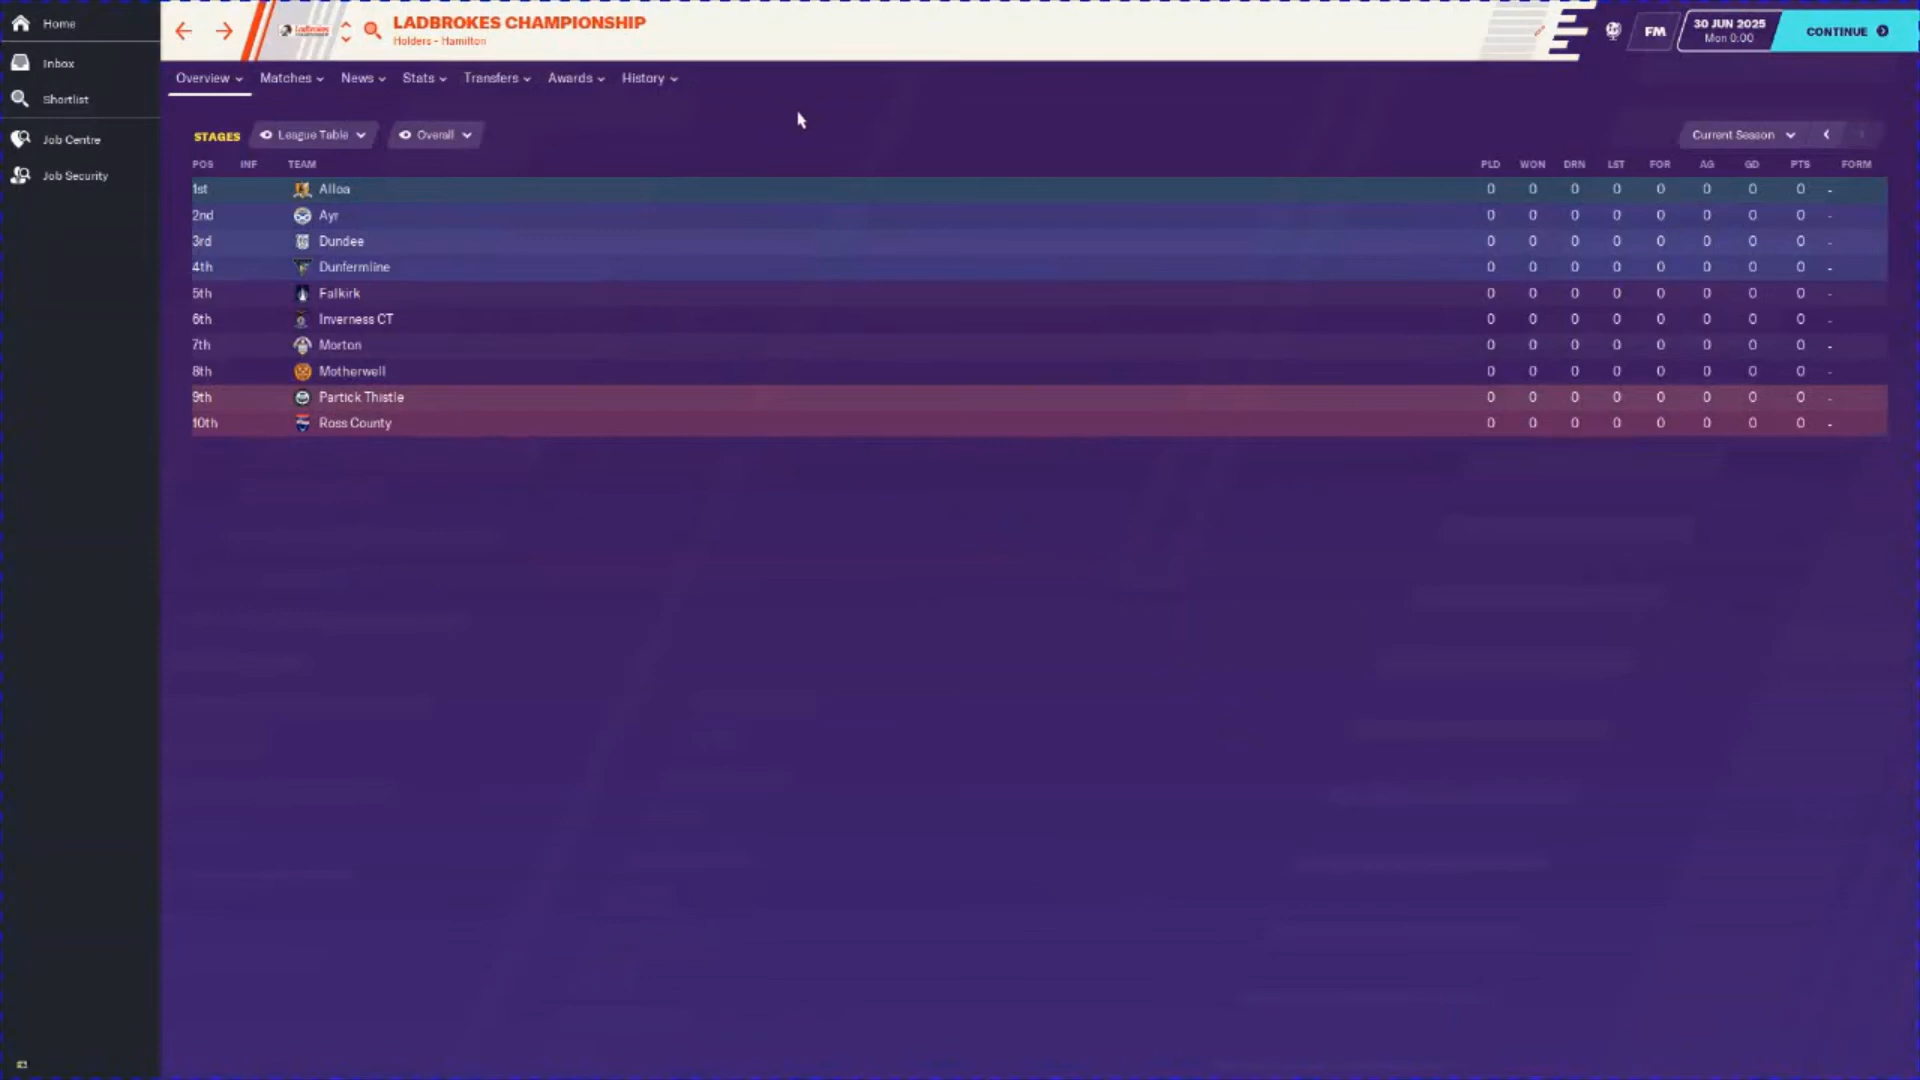 Home
Inbox
Shortlist
Job Centre
Job Security
LADBROKES CHAMPIONSHIP
Holders - Hamilton
FM
30 JUN 2025
Mon 0:00
CONTINUE
Overview Matches News Stats Transfers Awards History
STAGES League Table Overall Current Season
POS INF TEAM PLD WON DRN LST FOR AG GD PTS FORM
1st Alloa 0 0 0 0 0 0 0 0 -
2nd Ayr 0 0 0 0 0 0 0 0 -
3rd Dundee 0 0 0 0 0 0 0 0 -
4th Dunfermline 0 0 0 0 0 0 0 0 -
5th Falkirk 0 0 0 0 0 0 0 0 -
6th Inverness CT 0 0 0 0 0 0 0 0 -
7th Morton 0 0 0 0 0 0 0 0 -
8th Motherwell 0 0 0 0 0 0 0 0 -
9th Partick Thistle 0 0 0 0 0 0 0 0 -
10th Ross County 0 0 0 0 0 0 0 0 -